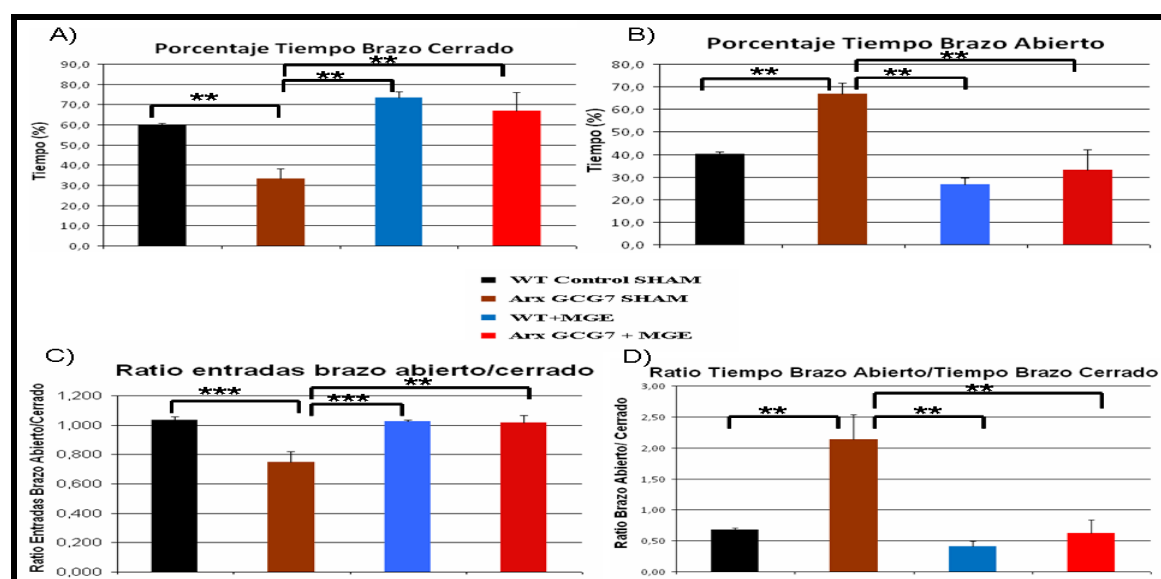 A)
Porcentaje Tiempo Brazo Cerrado
Tiempo (%)
90,0
80,0
70,0
60,0
50,0
40,0
30,0
20,0
10,0
0,0
**
**
**
B)
Porcentaje Tiempo Brazo Abierto
Tiempo (%)
80,0
70,0
60,0
50,0
40,0
30,0
20,0
10,0
0,0
**
**
**
WT Control SHAM
Arx GCG7 SHAM
WT+MGE
Arx GCG7 + MGE
C)
Ratio entradas brazo abierto/cerrado
Ratio Entradas Brazo Abierto/Cerrado
1,200
1,000
0,800
0,600
0,400
0,200
0,000
***
***
**
D)
Ratio Tiempo Brazo Abierto/Tiempo Brazo Cerrado
Ratio Brazo Abierto/ Cerrado
3,00
2,50
2,00
1,50
1,00
0,50
0,00
**
**
**